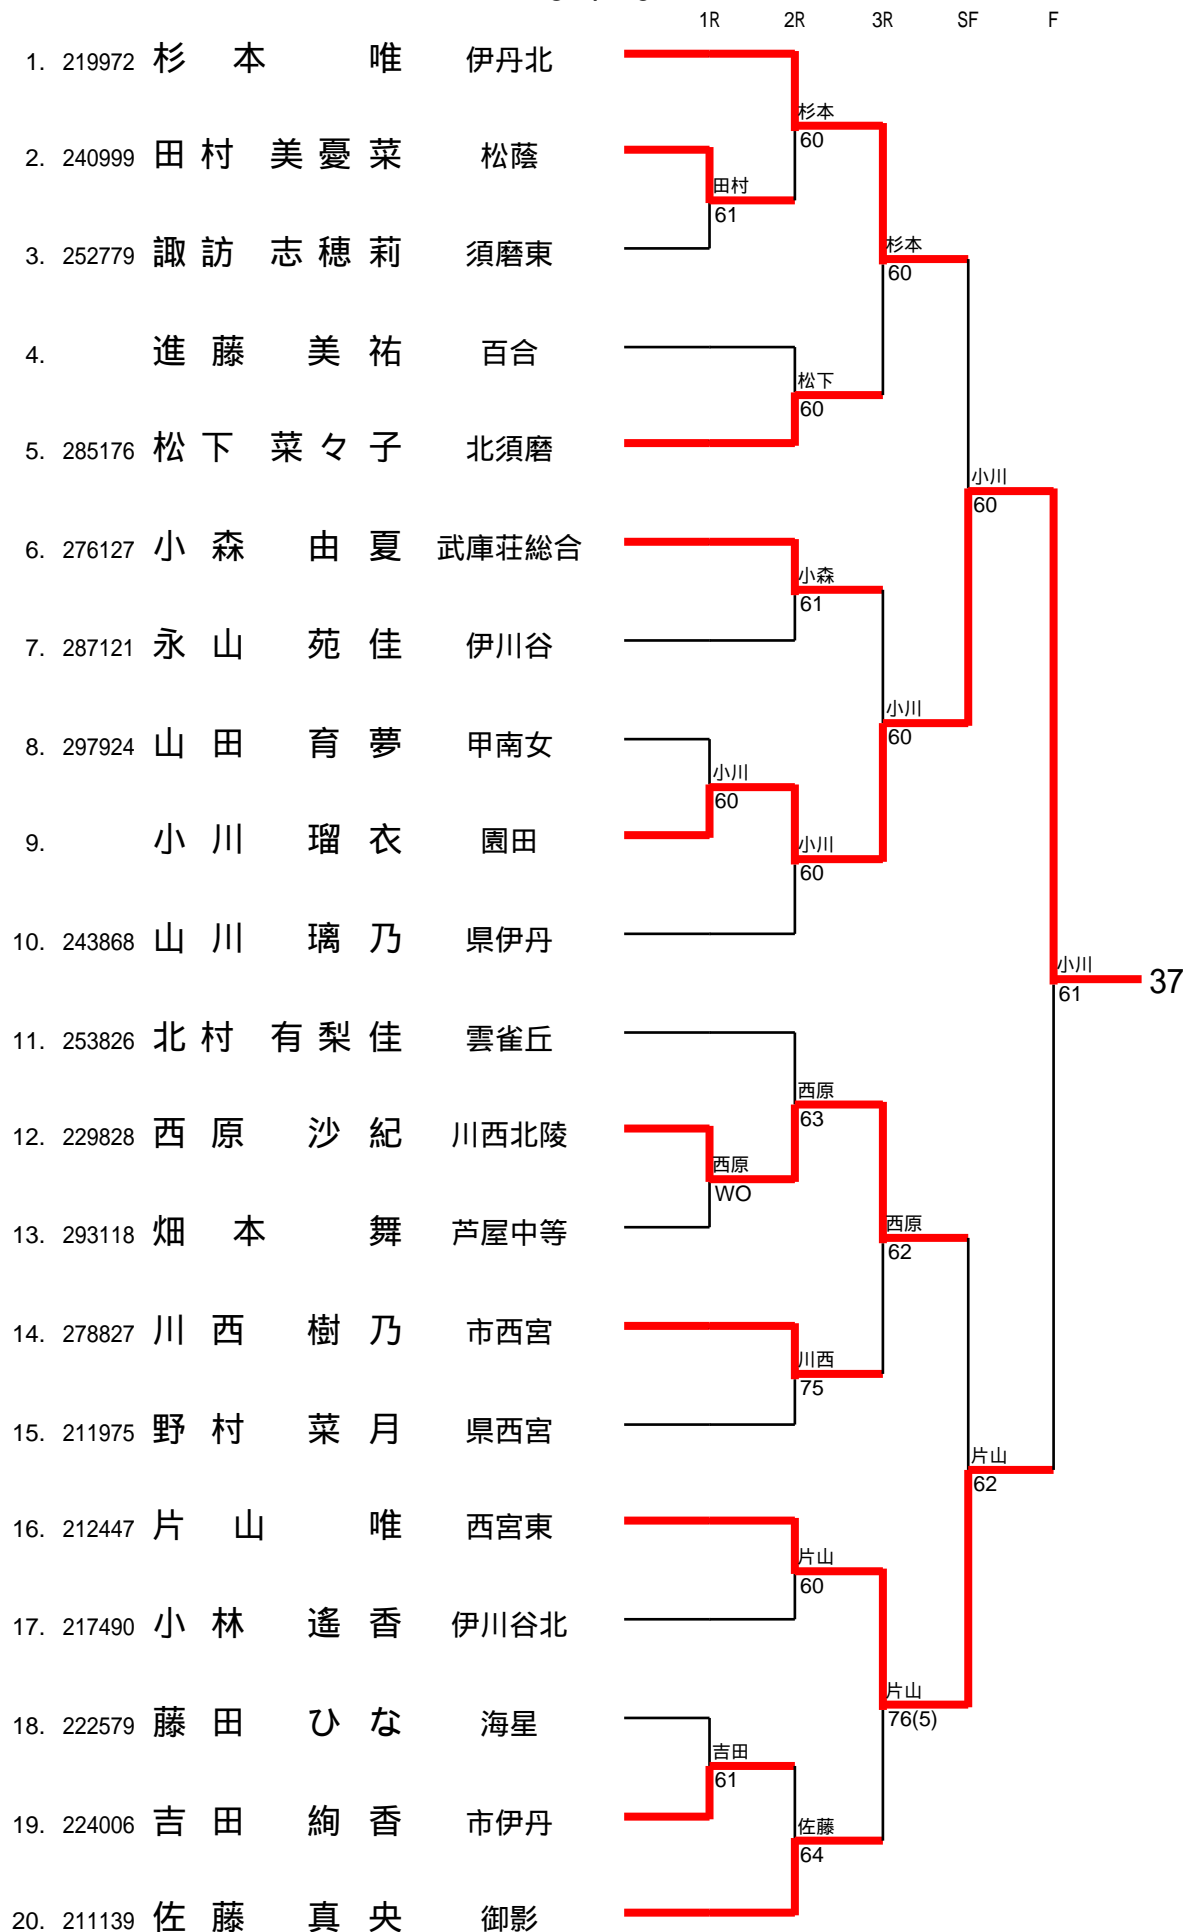 1R 2R 3R SF F
1. 219972 杉本 唯 伊丹北
杉本
60
2. 240999 田村 美憂菜 松蔭
田村
61
3. 252779 諏訪 志穂莉 須磨東
杉本
60
4. 進藤 美祐 百合
松下
60
5. 285176 松下 菜々子 北須磨
小川
60
6. 276127 小森 由夏 武庫荘総合
小森
61
7. 287121 永山 苑佳 伊川谷
小川
60
8. 297924 山田 育夢 甲南女
小川
60
9. 小川 瑠衣 園田
小川
60
10. 243868 山川 璃乃 県伊丹
小川
61
37
11. 253826 北村 有梨佳 雲雀丘
西原
63
12. 229828 西原 沙紀 川西北陵
西原
WO
13. 293118 畑本 舞 芦屋中等
西原
62
14. 278827 川西 樹乃 市西宮
川西
75
15. 211975 野村 菜月 県西宮
片山
62
16. 212447 片山 唯 西宮東
片山
60
17. 217490 小林 遙香 伊川谷北
片山
76(5)
18. 222579 藤田 ひな 海星
吉田
61
19. 224006 吉田 絢香 市伊丹
佐藤
64
20. 211139 佐藤 真央 御影